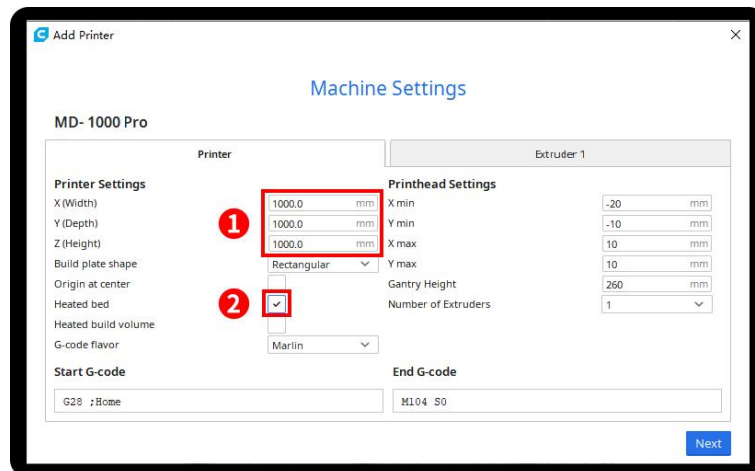 Add Printer
Machine Settings
MD- 1000 Pro
Printer
Extruder 1
Printer Settings
Printhead Settings
X (Width) 1000.0 mm X min -20 mm
Y (Depth) 1000.0 mm Y min -10 mm
1
Z (Height) 1000.0 mm X max 10 mm
Build plate shape Rectangular Y max 10 mm
Origin at center Gantry Height 260 mm
2
Heated bed Number of Extruders 1
Heated build volume
G-code flavor Marlin
Start G-code End G-code
G28 ;Home M104 S0
Next